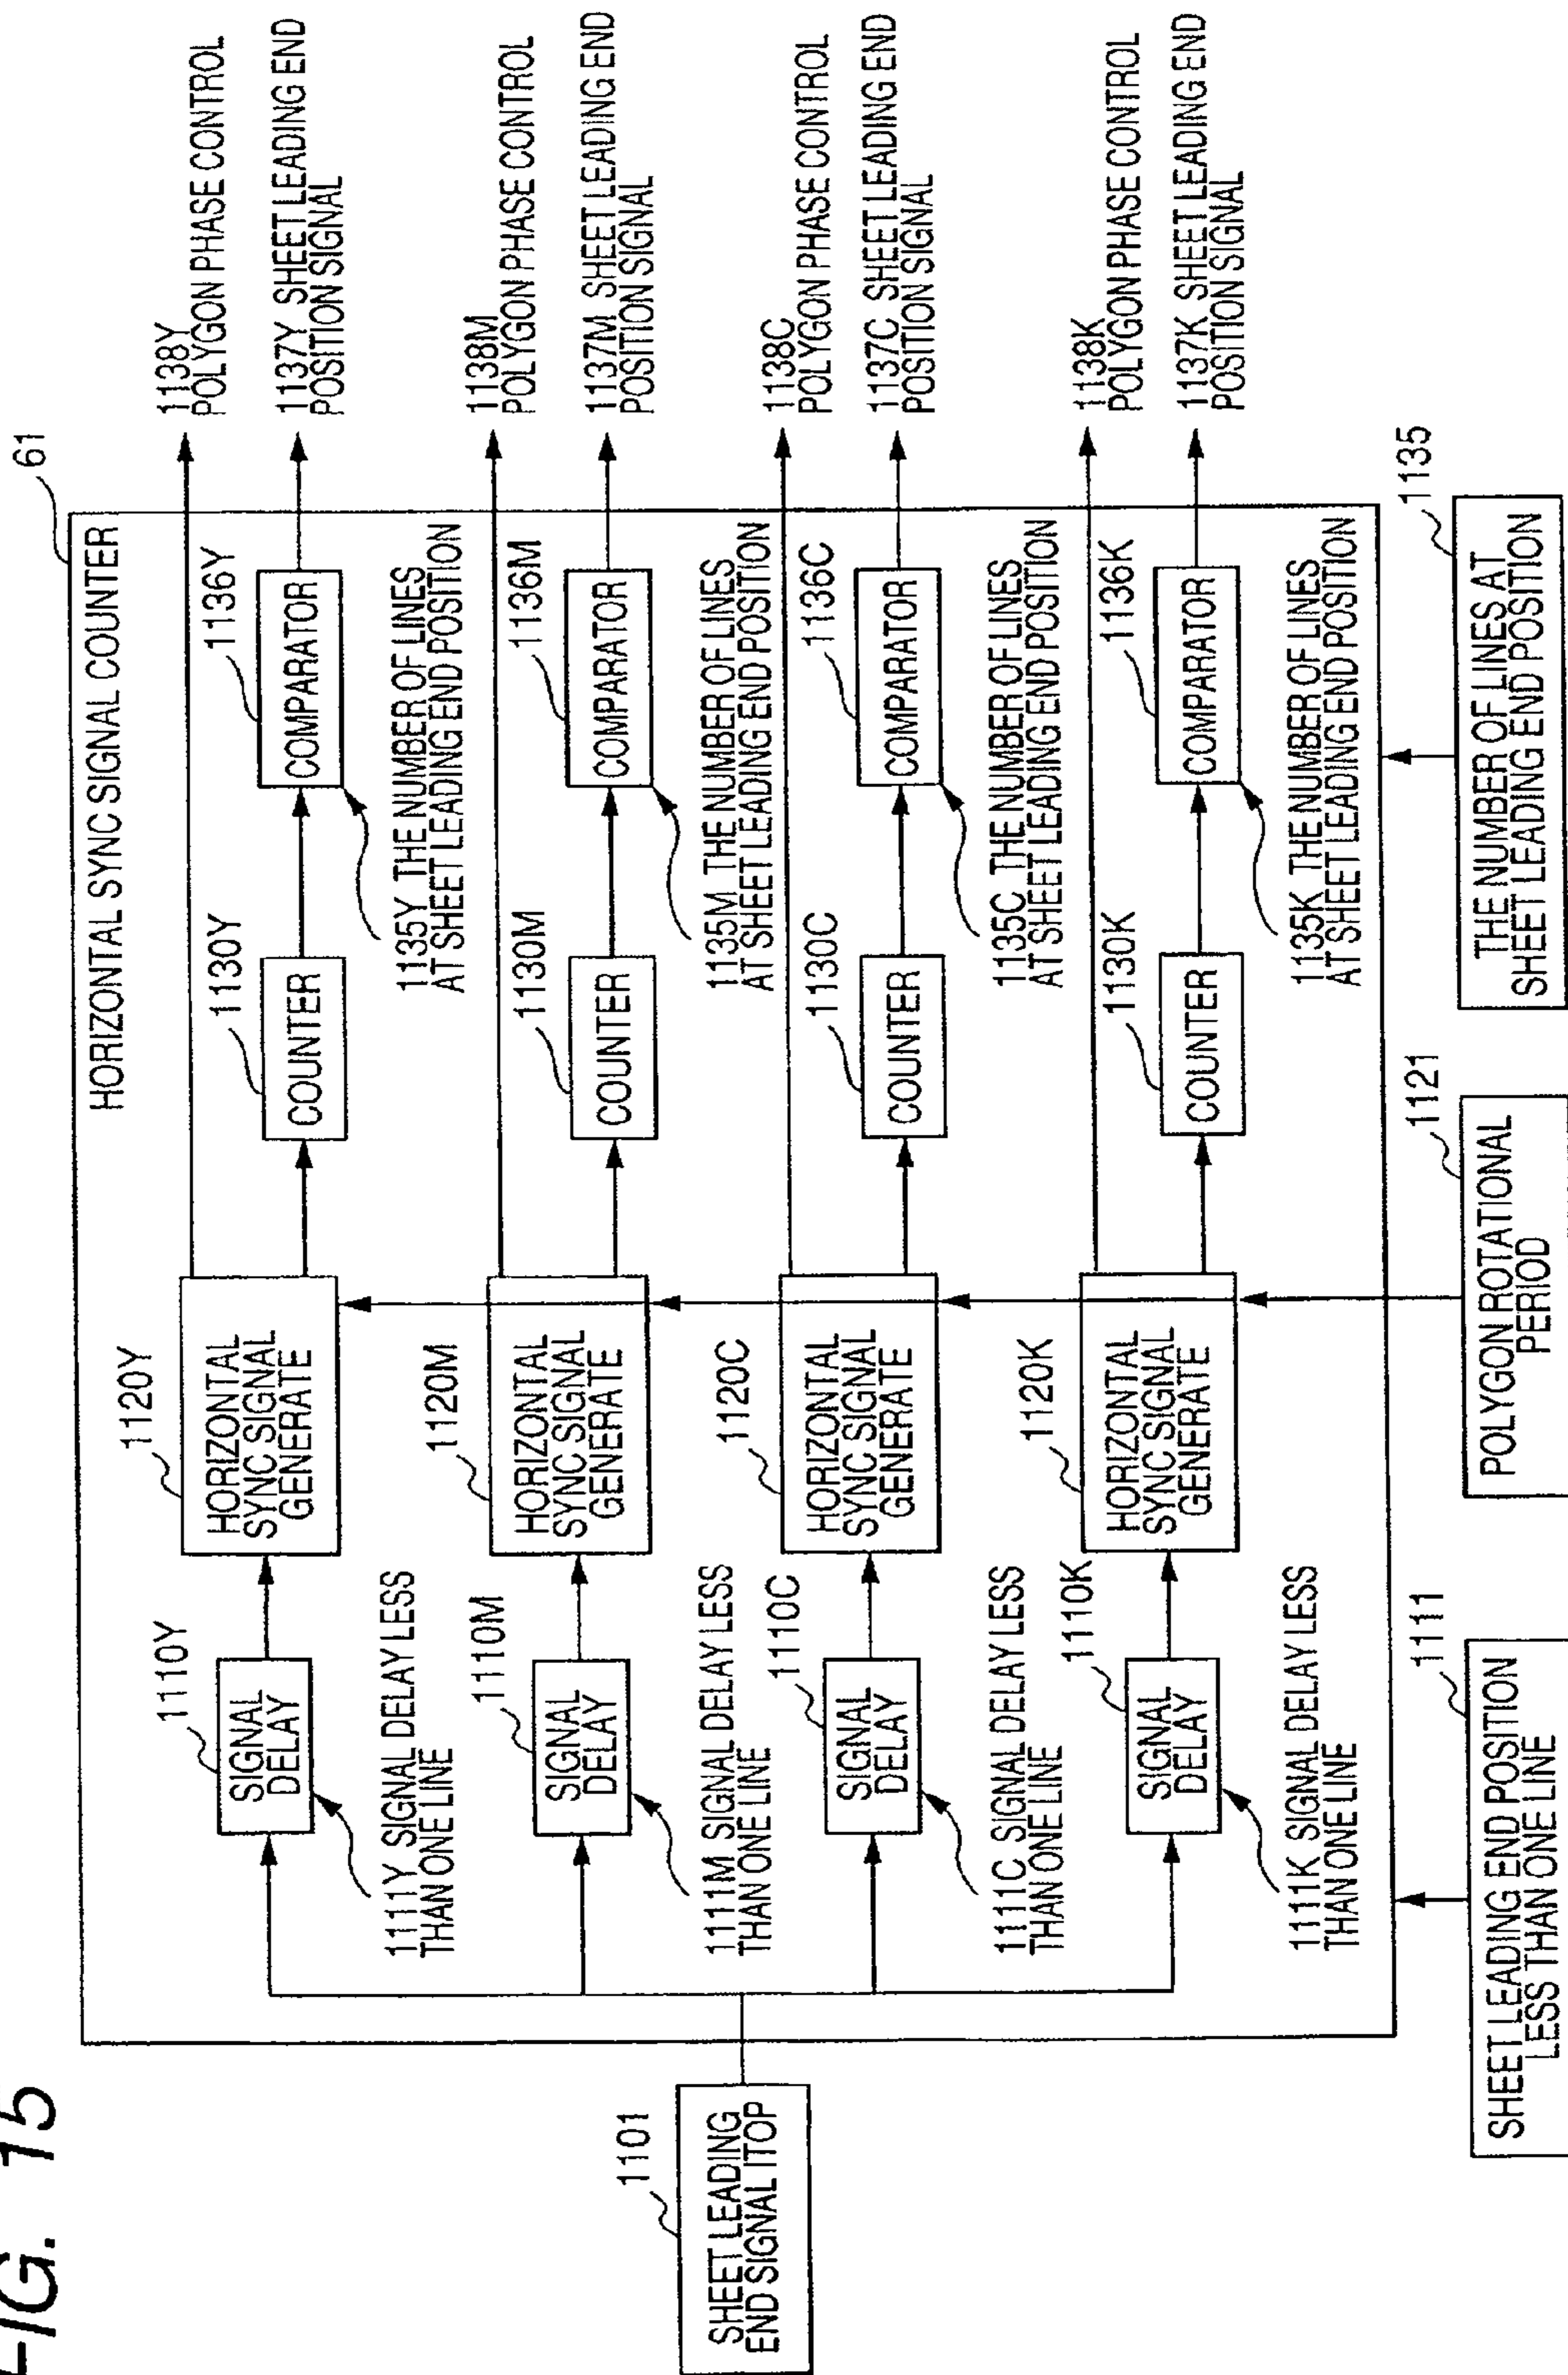 FIG. 15
61
HORIZONTAL SYNC SIGNAL COUNTER
1101
SHEET LEADING
END SIGNAL ITOP
1110Y
SIGNAL
DELAY
1111Y SIGNAL DELAY LESS
THAN ONE LINE
1120Y
HORIZONTAL
SYNC SIGNAL
GENERATE
1130Y
COUNTER
1136Y
COMPARATOR
1135Y THE NUMBER OF LINES
AT SHEET LEADING END POSITION
1138Y
POLYGON PHASE CONTROL
1137Y SHEET LEADING END
POSITION SIGNAL
1110M
SIGNAL
DELAY
1111M SIGNAL DELAY LESS
THAN ONE LINE
1120M
HORIZONTAL
SYNC SIGNAL
GENERATE
1130M
COUNTER
1136M
COMPARATOR
1135M THE NUMBER OF LINES
AT SHEET LEADING END POSITION
1138M
POLYGON PHASE CONTROL
1137M SHEET LEADING END
POSITION SIGNAL
1110C
SIGNAL
DELAY
1111C SIGNAL DELAY LESS
THAN ONE LINE
1120C
HORIZONTAL
SYNC SIGNAL
GENERATE
1130C
COUNTER
1136C
COMPARATOR
1135C THE NUMBER OF LINES
AT SHEET LEADING END POSITION
1138C
POLYGON PHASE CONTROL
1137C SHEET LEADING END
POSITION SIGNAL
1110K
SIGNAL
DELAY
1111K SIGNAL DELAY LESS
THAN ONE LINE
1120K
HORIZONTAL
SYNC SIGNAL
GENERATE
1130K
COUNTER
1136K
COMPARATOR
1135K THE NUMBER OF LINES
AT SHEET LEADING END POSITION
1138K
POLYGON PHASE CONTROL
1137K SHEET LEADING END
POSITION SIGNAL
1111
SHEET LEADING END POSITION
LESS THAN ONE LINE
1121
POLYGON ROTATIONAL
PERIOD
1135
THE NUMBER OF LINES AT
SHEET LEADING END POSITION